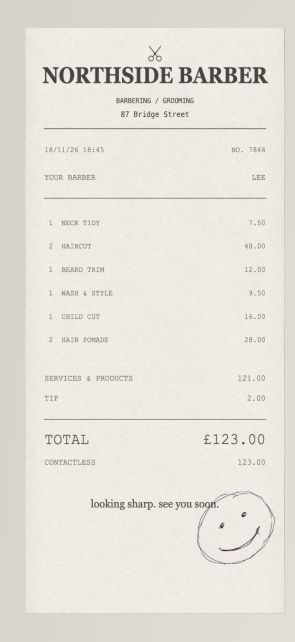 NORTHSIDE BARBER
BARBERING / GROOMING
87 Bridge Street
18/11/26 18:45 NO. 7846
YOUR BARBER LEE
1 NECK TIDY 7.50
2 HAIRCUT 48.00
1 BEARD TRIM 12.00
1 WASH & STYLE 9.50
1 CHILD CUT 16.00
2 HAIR POMADE 28.00
SERVICES & PRODUCTS 121.00
TIP 2.00
TOTAL £123.00
CONTACTLESS 123.00
looking sharp. see you soon.